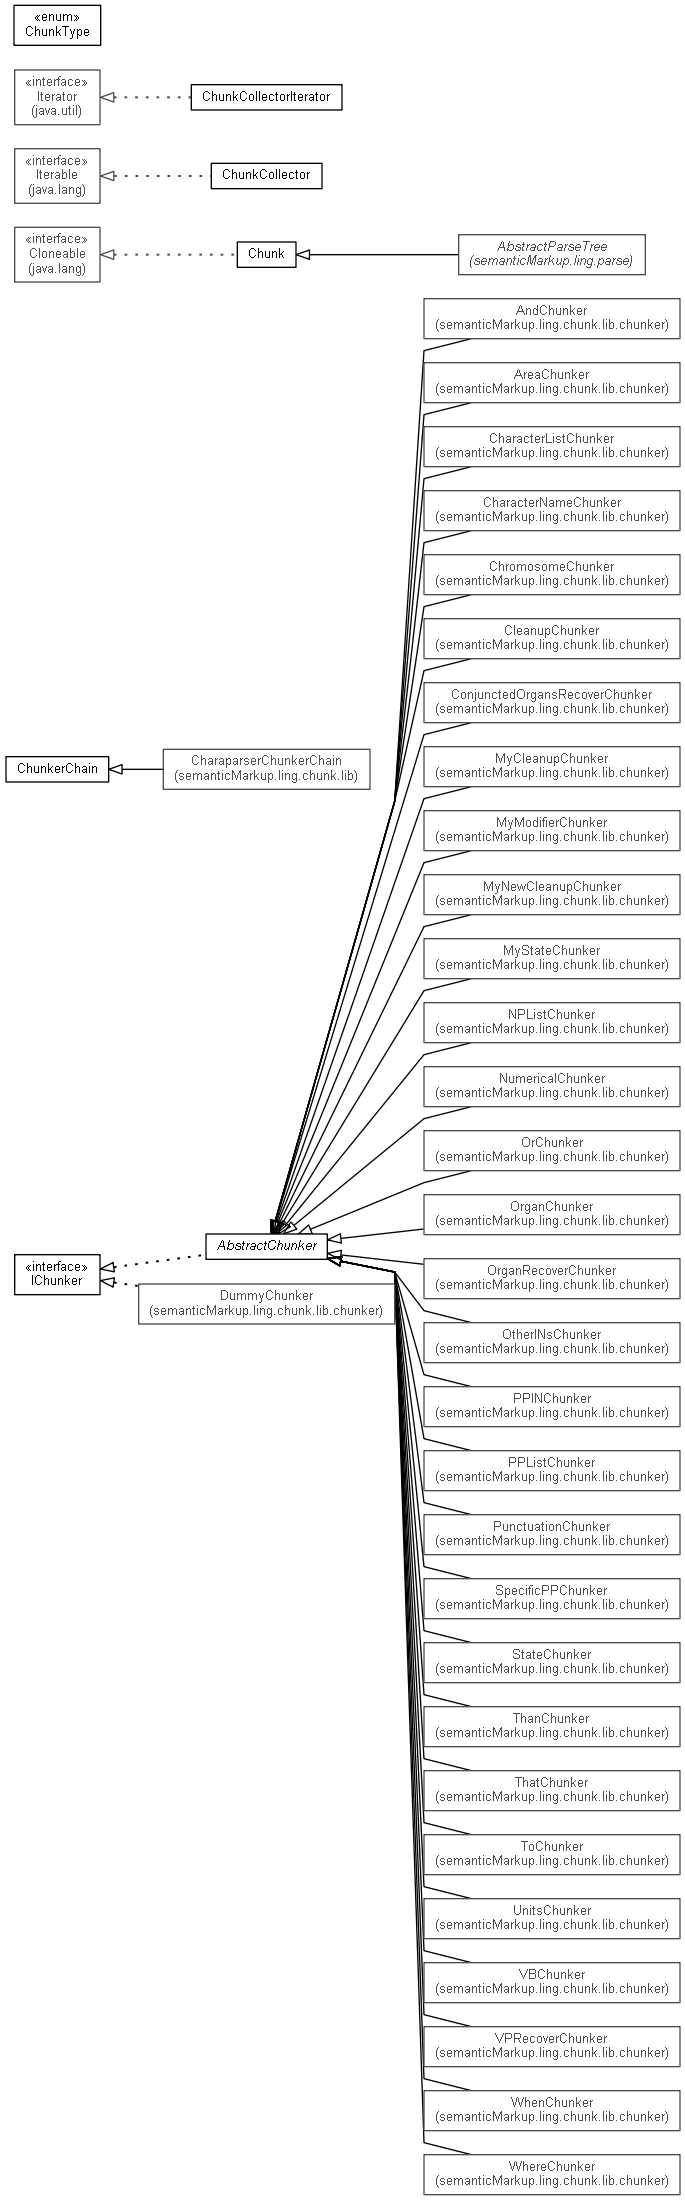 «enum»
ChunkType
«interface»
Iterator
(java.util)
ChunkCollectorIterator
«interface»
Iterable
(java.lang)
ChunkCollector
«interface»
Cloneable
(java.lang)
Chunk
AbstractParseTree
(semanticMarkup.ling.parse)
AndChunker
(semanticMarkup.ling.chunk.lib.chunker)
AreaChunker
(semanticMarkup.ling.chunk.lib.chunker)
CharacterListChunker
(semanticMarkup.ling.chunk.lib.chunker)
CharacterNameChunker
(semanticMarkup.ling.chunk.lib.chunker)
ChromosomeChunker
(semanticMarkup.ling.chunk.lib.chunker)
CleanupChunker
(semanticMarkup.ling.chunk.lib.chunker)
ConjunctedOrgansRecoverChunker
(semanticMarkup.ling.chunk.lib.chunker)
ChunkerChain
CharaparserChunkerChain
(semanticMarkup.ling.chunk.lib)
MyCleanupChunker
(semanticMarkup.ling.chunk.lib.chunker)
MyModifierChunker
(semanticMarkup.ling.chunk.lib.chunker)
MyNewCleanupChunker
(semanticMarkup.ling.chunk.lib.chunker)
MyStateChunker
(semanticMarkup.ling.chunk.lib.chunker)
NPListChunker
(semanticMarkup.ling.chunk.lib.chunker)
NumericalChunker
(semanticMarkup.ling.chunk.lib.chunker)
OrChunker
(semanticMarkup.ling.chunk.lib.chunker)
OrganChunker
(semanticMarkup.ling.chunk.lib.chunker)
«interface»
IChunker
AbstractChunker
DummyChunker
(semanticMarkup.ling.chunk.lib.chunker)
OrganRecoverChunker
(semanticMarkup.ling.chunk.lib.chunker)
OtherINsChunker
(semanticMarkup.ling.chunk.lib.chunker)
PPINChunker
(semanticMarkup.ling.chunk.lib.chunker)
PPListChunker
(semanticMarkup.ling.chunk.lib.chunker)
PunctuationChunker
(semanticMarkup.ling.chunk.lib.chunker)
SpecificPPChunker
(semanticMarkup.ling.chunk.lib.chunker)
StateChunker
(semanticMarkup.ling.chunk.lib.chunker)
ThanChunker
(semanticMarkup.ling.chunk.lib.chunker)
ThatChunker
(semanticMarkup.ling.chunk.lib.chunker)
ToChunker
(semanticMarkup.ling.chunk.lib.chunker)
UnitsChunker
(semanticMarkup.ling.chunk.lib.chunker)
VBChunker
(semanticMarkup.ling.chunk.lib.chunker)
VPRecoverChunker
(semanticMarkup.ling.chunk.lib.chunker)
WhenChunker
(semanticMarkup.ling.chunk.lib.chunker)
WhereChunker
(semanticMarkup.ling.chunk.lib.chunker)